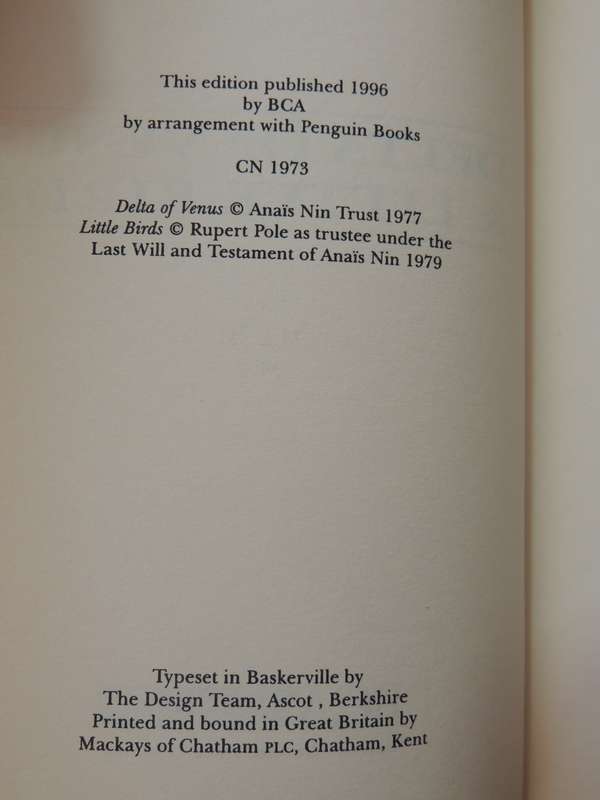 This edition published 1996
by BCA
by arrangement with Penguin Books
CN 1973
Delta of Venus © Anaïs Nin Trust 1977
Little Birds © Rupert Pole as trustee under the
Last Will and Testament of Anaïs Nin 1979
Typeset in Baskerville by
The Design Team, Ascot , Berkshire
Printed and bound in Great Britain by
Mackays of Chatham PLC, Chatham, Kent